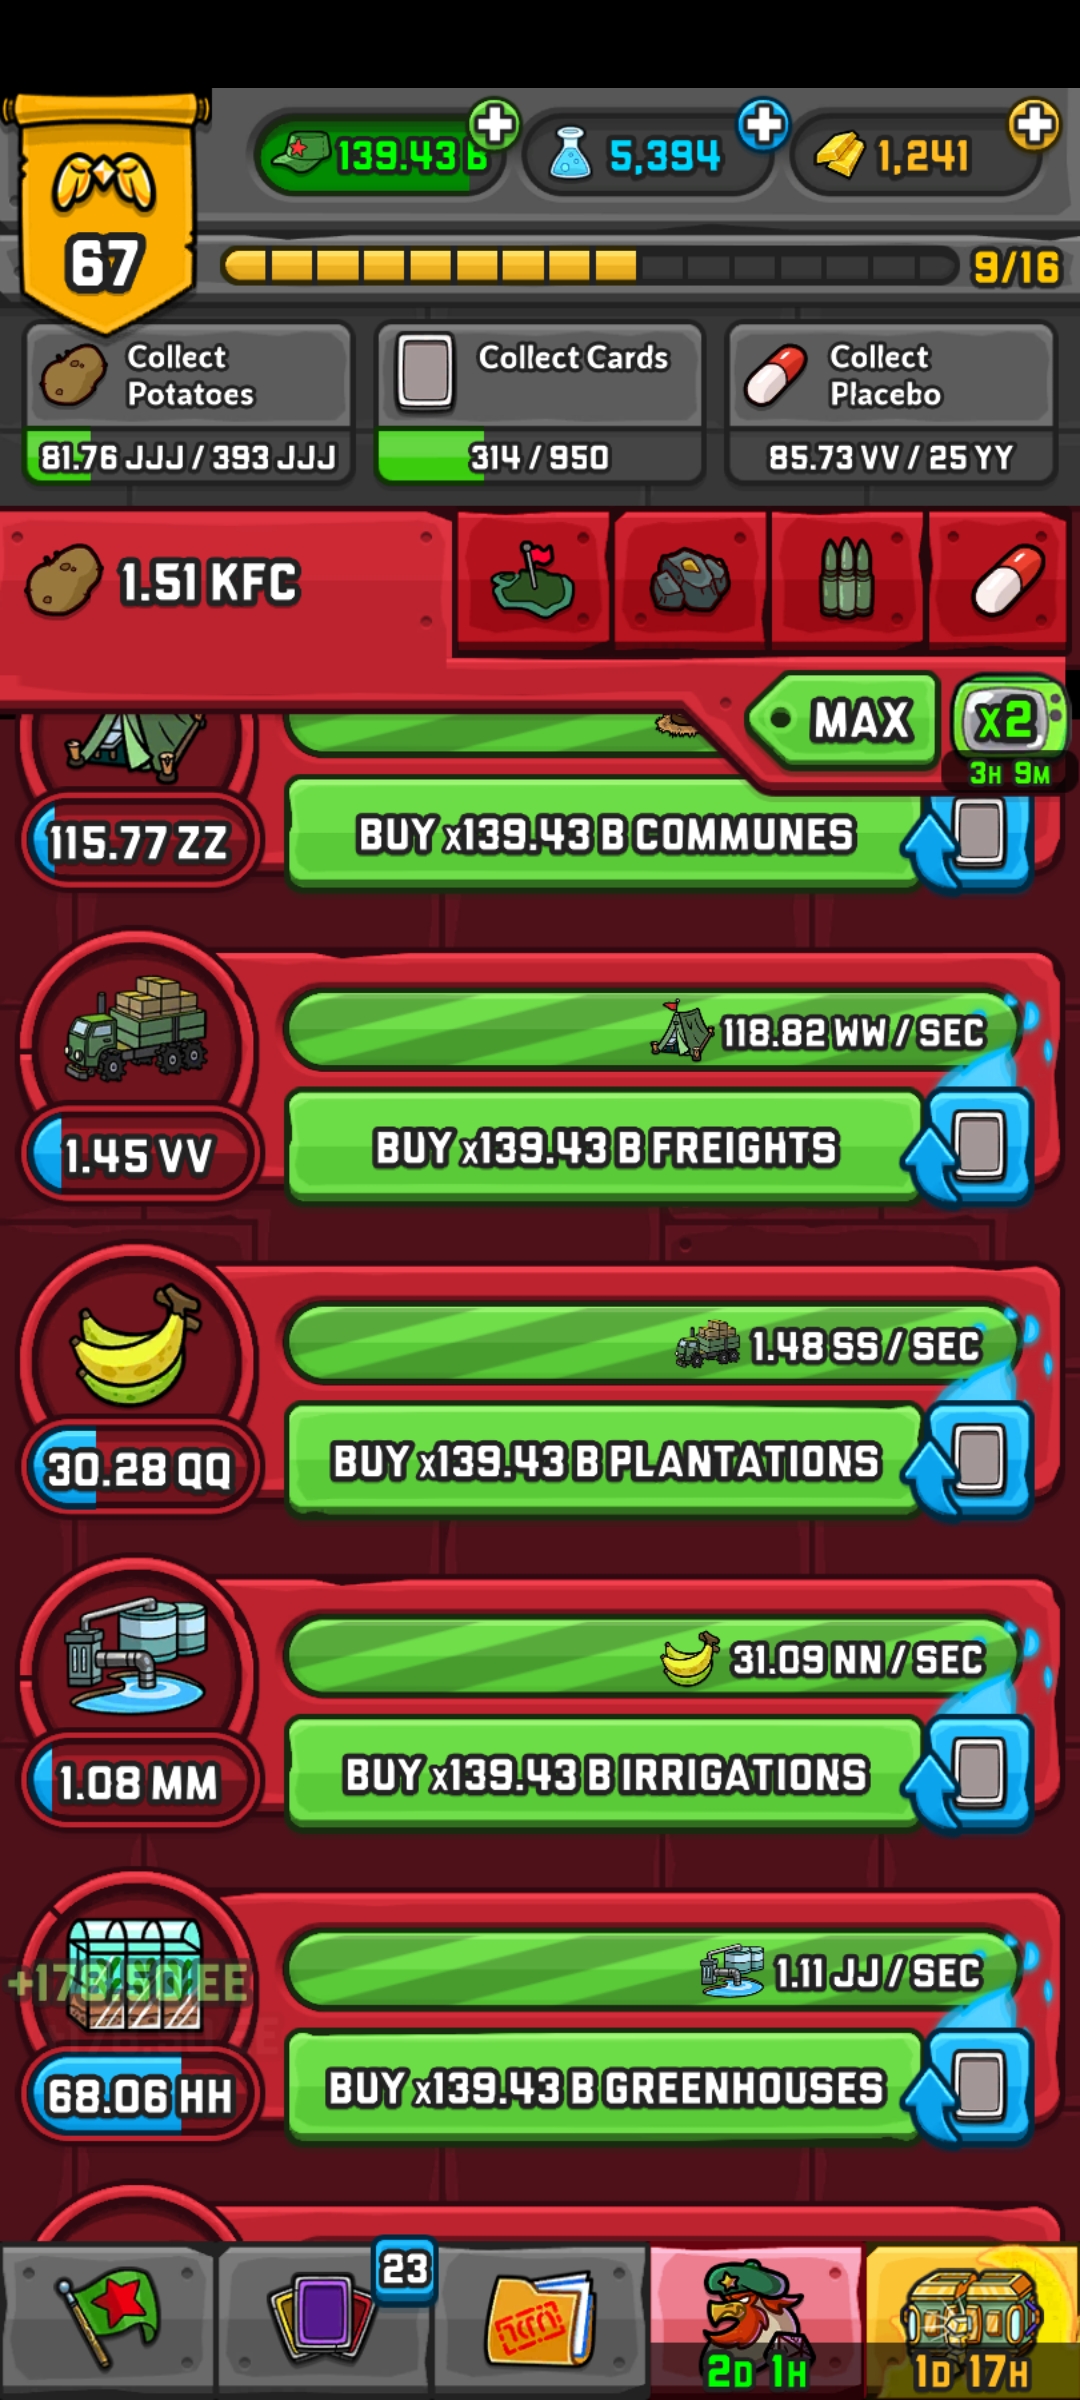 139.43 B
5,394
1,241
67
9/16
Collect
Potatoes
81.76 JJJ / 393 JJJ
Collect Cards
314 / 950
Collect
Placebo
85.73 VV / 25 YY
1.51 KFC
MAX
x2
3H 9M
115.77 ZZ
BUY x139.43 B COMMUNES
118.82 WW / SEC
1.45 VV
BUY x139.43 B FREIGHTS
1.48 SS / SEC
30.28 QQ
BUY x139.43 B PLANTATIONS
31.09 NN / SEC
1.08 MM
BUY x139.43 B IRRIGATIONS
1.11 JJ / SEC
68.06 HH
BUY x139.43 B GREENHOUSES
23
2D 1H
1D 17H